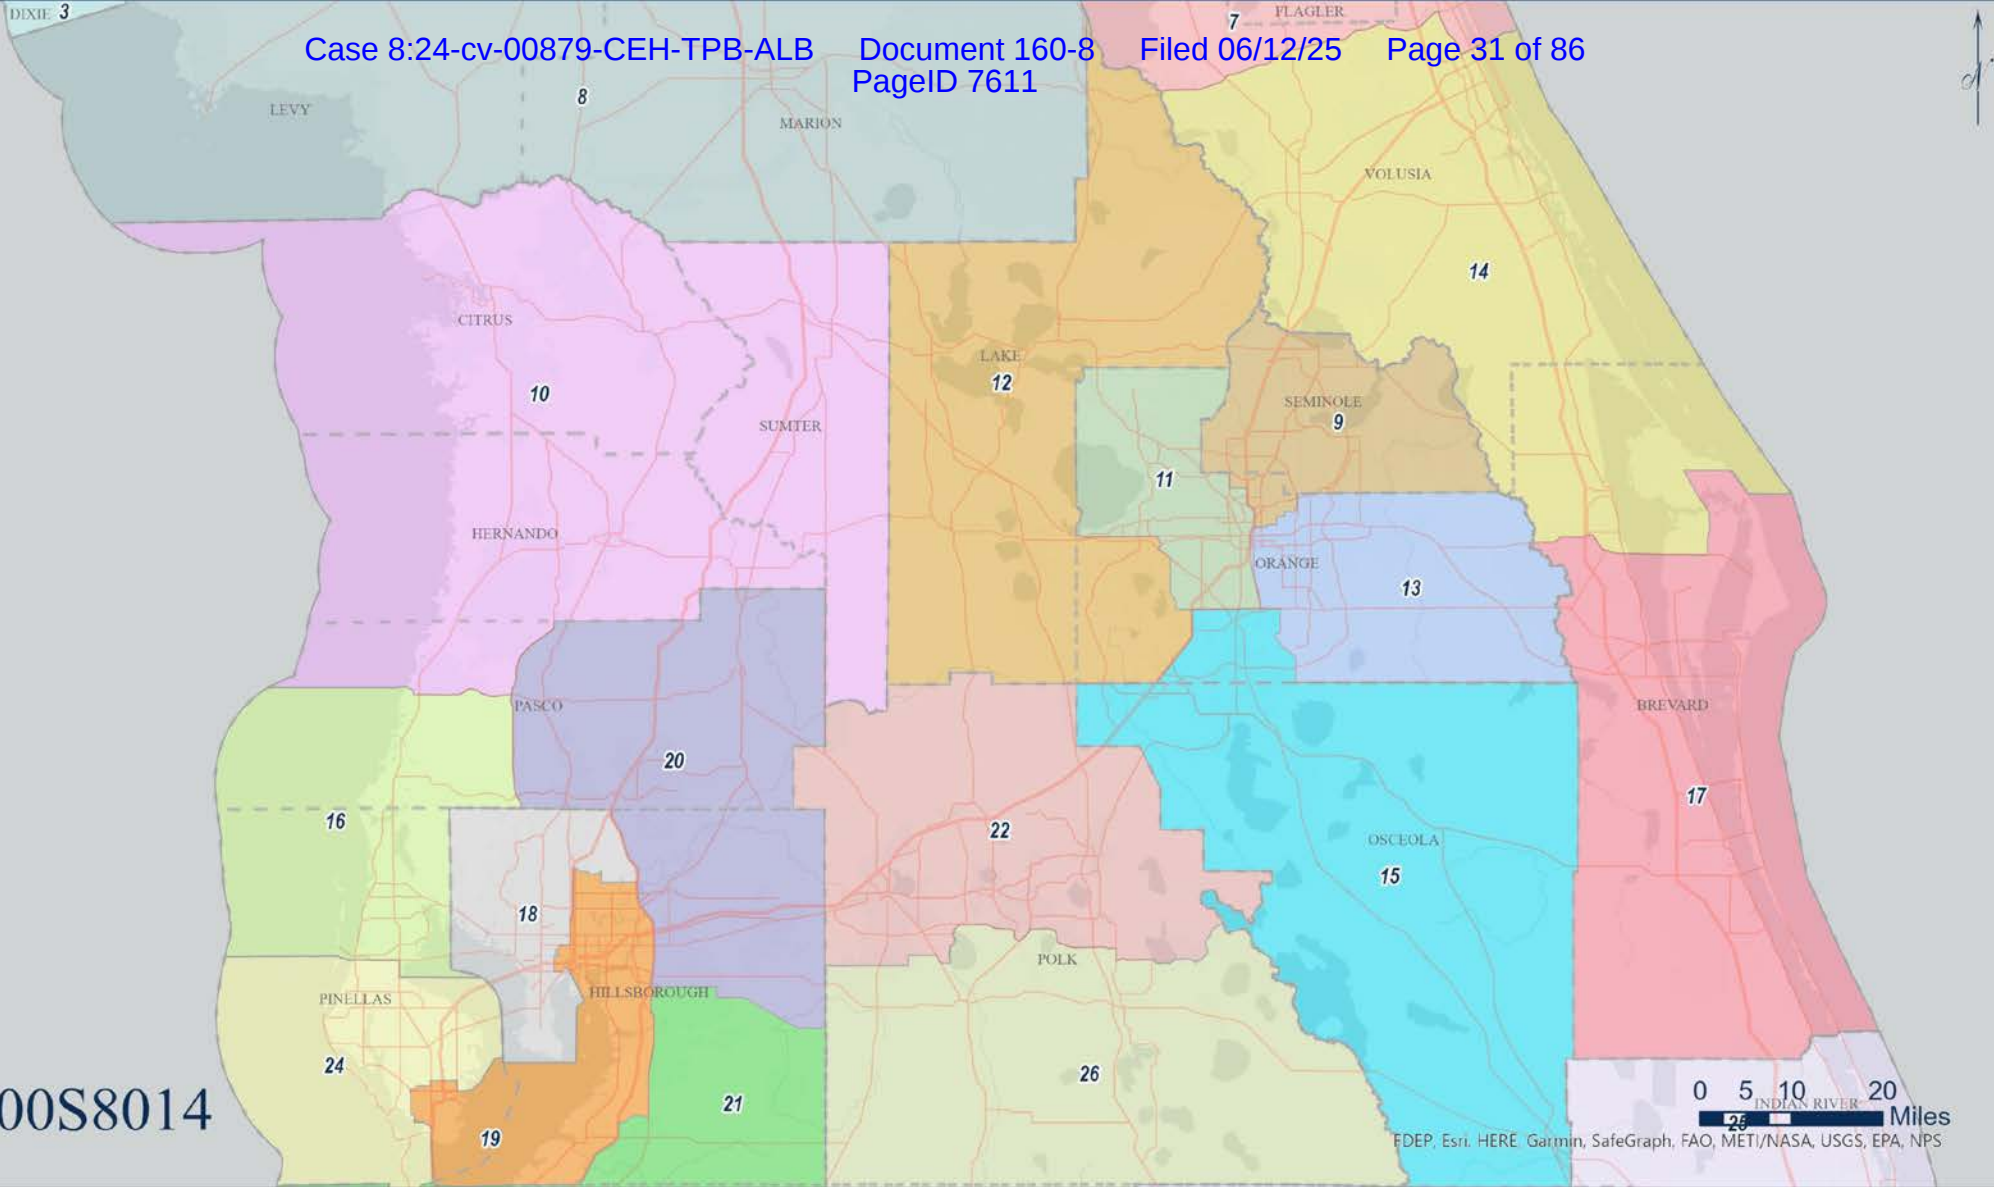 DIXIE 3
7 FLAGLER
Case 8:24-cv-00879-CEH-TPB-ALB Document 160-8 Filed 06/12/25 Page 31 of 86
PageID 7611
N
8
LEVY
MARION
VOLUSIA
14
CITRUS
LAKE
12
10
SEMINOLE
9
SUMTER
11
HERNANDO
ORANGE
13
PASCO
BREVARD
20
17
16
22
OSCEOLA
15
18
POLK
HILLSBOROUGH
PINELLAS
24
26
00S8014
21
19
0 5 10 20
INDIAN RIVER
Miles
25
FDEP, Esri, HERE, Garmin, SafeGraph, FAO, METI/NASA, USGS, EPA, NPS